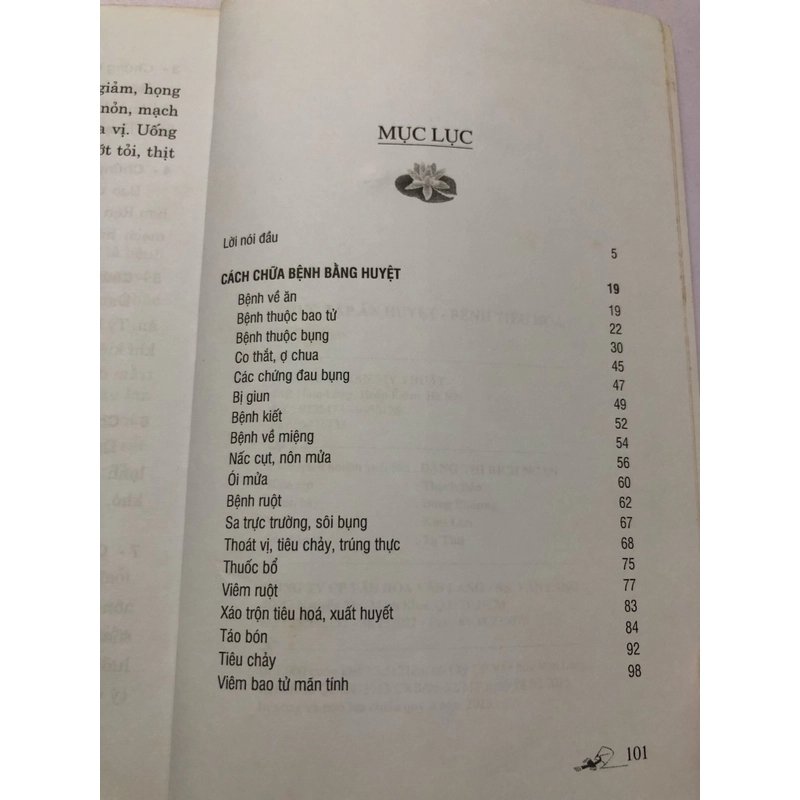 giảm, họng
nỏn, mạch
vị. Uống
ớt tỏi, thịt
MỤC LỤC
Lời nói đầu 5
CÁCH CHỮA BỆNH BẰNG HUYỆT 19
Bệnh về ăn 19
Bệnh thuộc bao tử 22
Bệnh thuộc bụng 30
Co thắt, ợ chua 45
Các chứng đau bụng 47
Bị giun 49
Bệnh kiết 52
Bệnh về miệng 54
Nấc cụt, nôn mửa 56
Ói mửa 60
Bệnh ruột 62
Sa trực trường, sôi bụng 67
Thoát vị, tiêu chảy, trúng thực 68
Thuốc bổ 75
Viêm ruột 77
Xáo trộn tiêu hoá, xuất huyết 83
Táo bón 84
Tiêu chảy 92
Viêm bao tử mãn tính 98
101